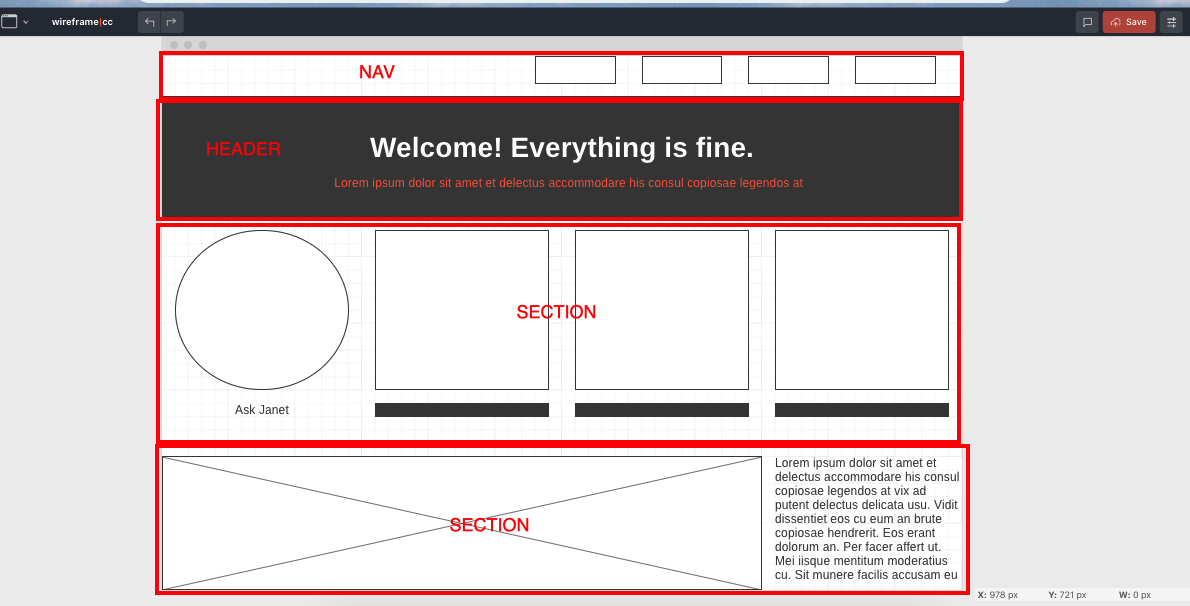 wireframe|cc
Save
NAV
HEADER
Welcome! Everything is fine.
Lorem ipsum dolor sit amet et delectus accommodare his consul copiosae legendos at
SECTION
Ask Janet
SECTION
Lorem ipsum dolor sit amet et
delectus accommodare his consul
copiosae legendos at vix ad
putent delectus delicata usu. Vidit
dissentiet eos cu eum an brute
copiosae hendrerit. Eos erant
dolorum an. Per facer affert ut.
Mei iisque mentitum moderatius
cu. Sit munere facilis accusam eu
X: 978 px Y: 721 px W: 0 px